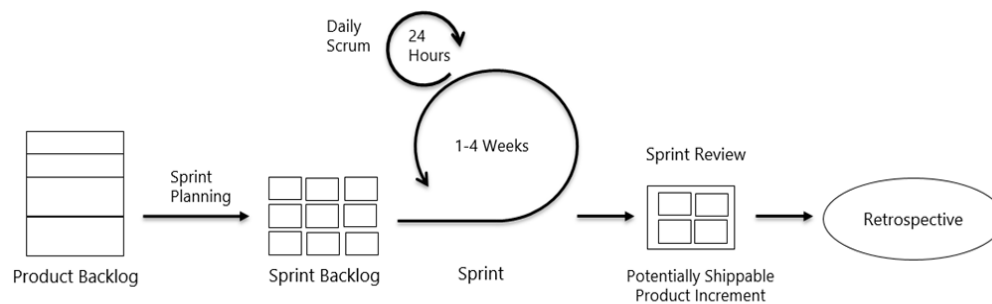 Daily
Scrum
24
Hours
1-4 Weeks
Sprint
Planning
Sprint Review
Retrospective
Product Backlog
Sprint Backlog
Sprint
Potentially Shippable
Product Increment